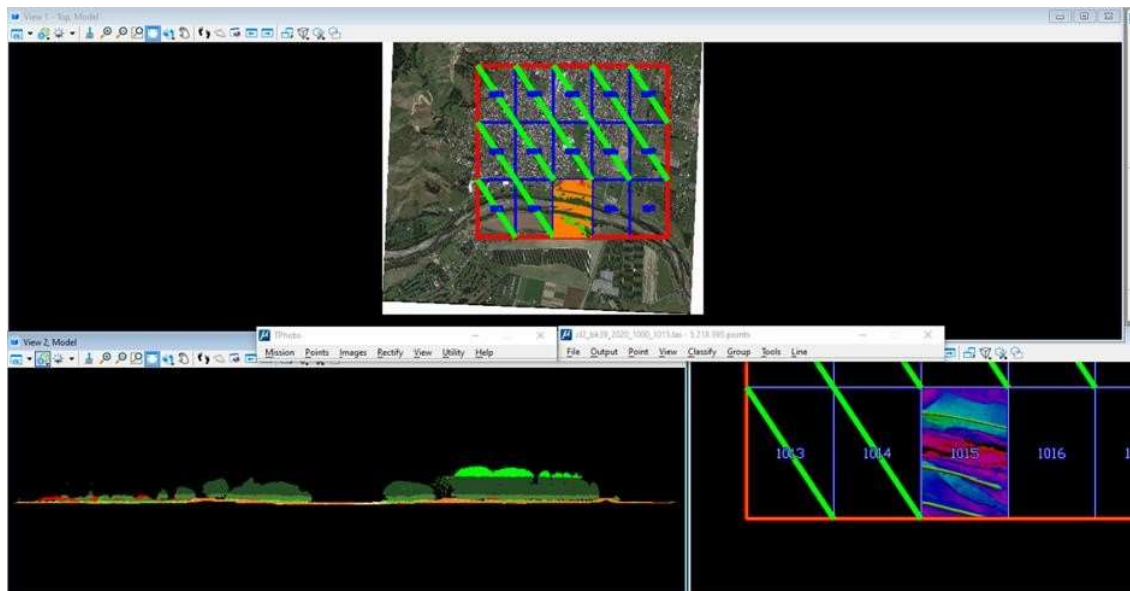 View 1 - Top, Model
View 2, Model
TPhoto
Mission Points Images Rectify View Utility Help
File Output Point View Classify Group Tools Line
1013 1014 1015 1016